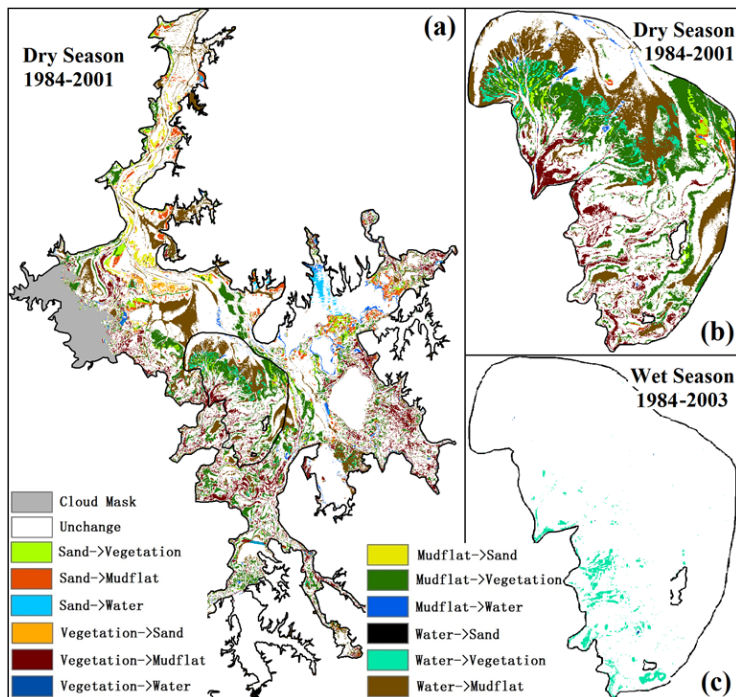 Dry Season
1984-2001
(a)
Dry Season
1984-2001
(b)
Wet Season
1984-2003
(c)
Cloud Mask
Unchange
Sand->Vegetation
Sand->Mudflat
Sand->Water
Vegetation->Sand
Vegetation->Mudflat
Vegetation->Water
Mudflat->Sand
Mudflat->Vegetation
Mudflat->Water
Water->Sand
Water->Vegetation
Water->Mudflat